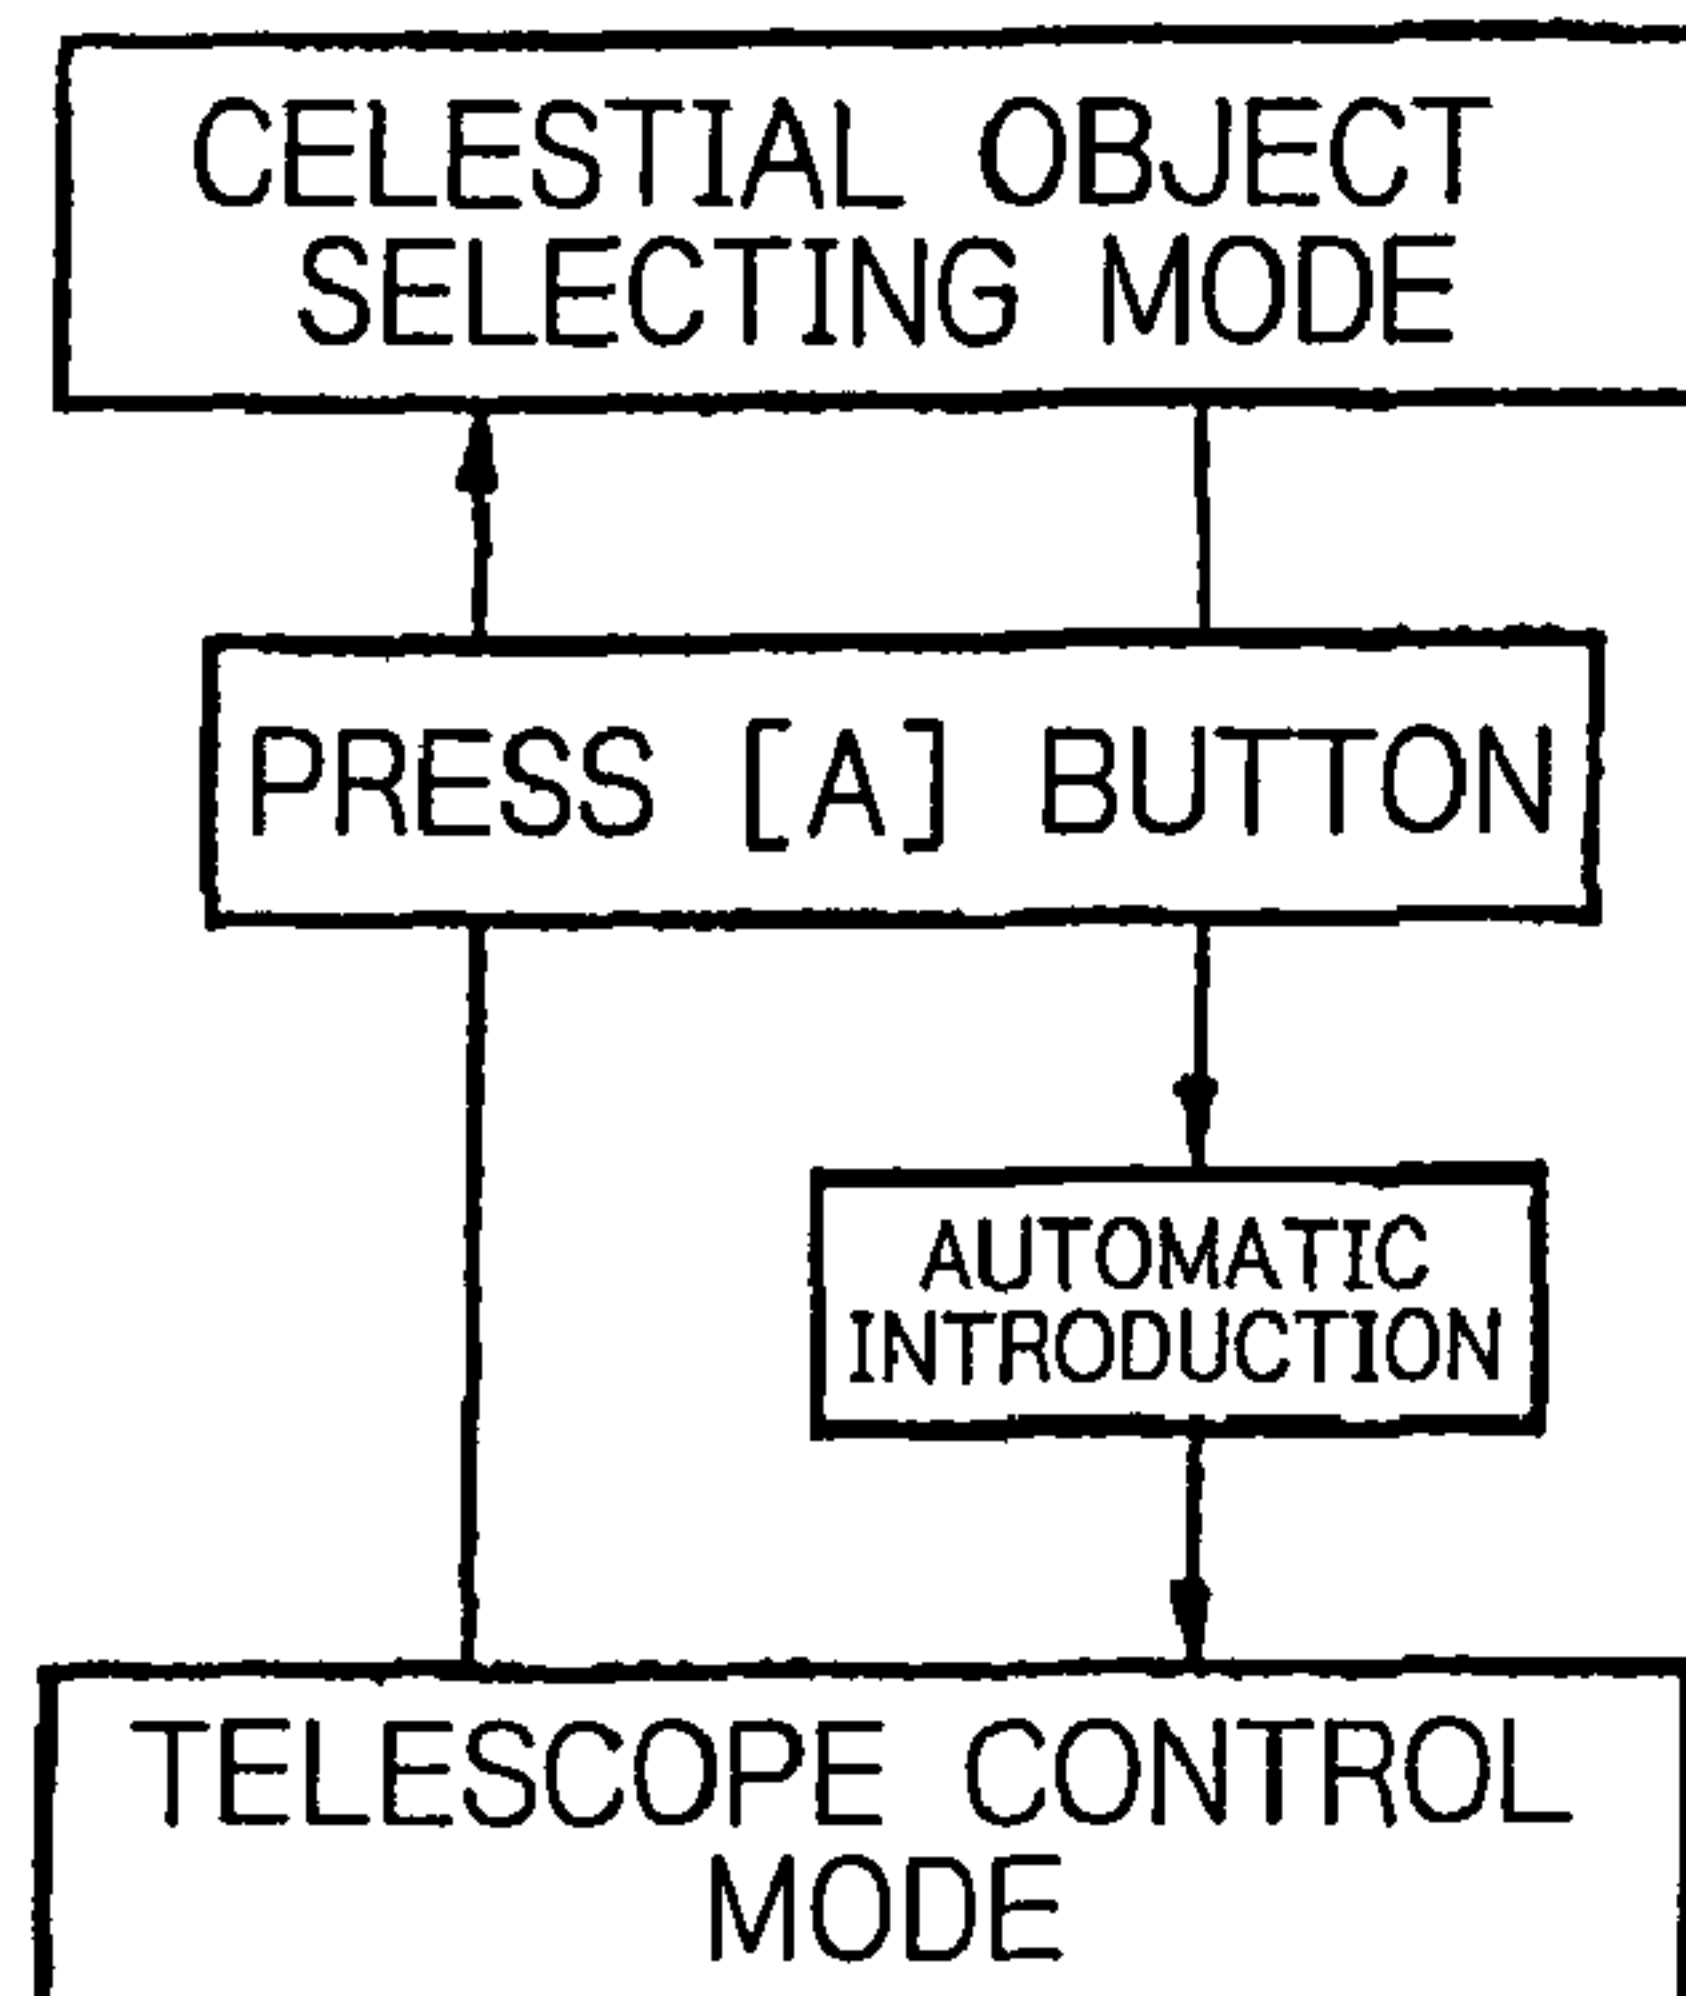 CELESTIAL OBJECT
SELECTING MODE
PRESS [A] BUTTON
AUTOMATIC
INTRODUCTION
TELESCOPE CONTROL
MODE